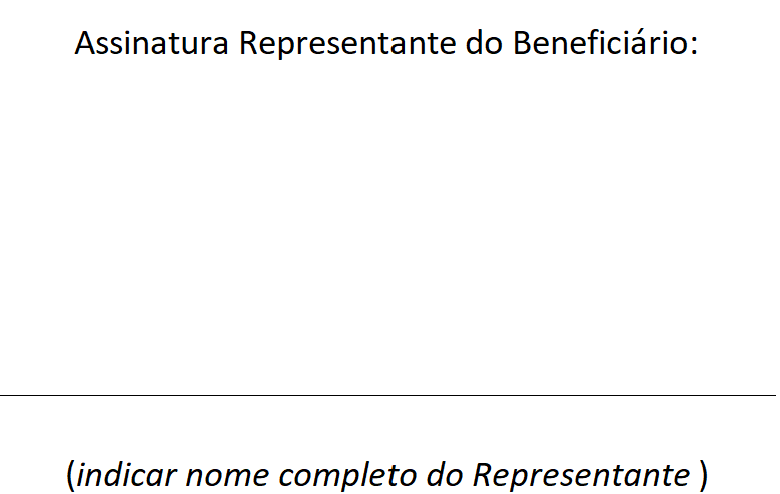 Assinatura Representante do Beneficiário:
(indicar nome completo do Representante )